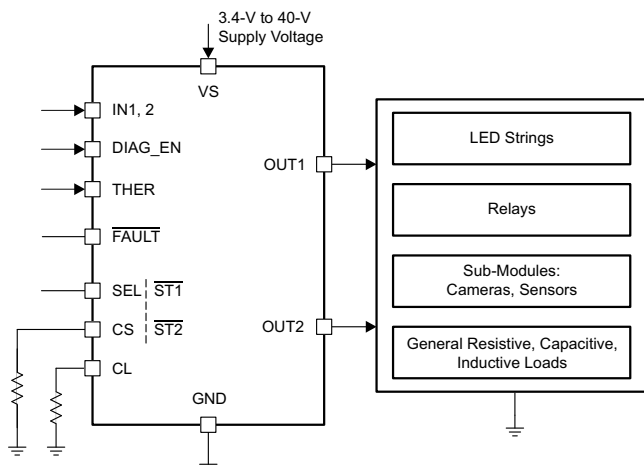 3.4-V to 40-V
Supply Voltage
VS
IN1, 2
DIAG_EN
THER
FAULT
SEL ST1
CS ST2
CL
GND
OUT1
OUT2
LED Strings
Relays
Sub-Modules:
Cameras, Sensors
General Resistive, Capacitive,
Inductive Loads